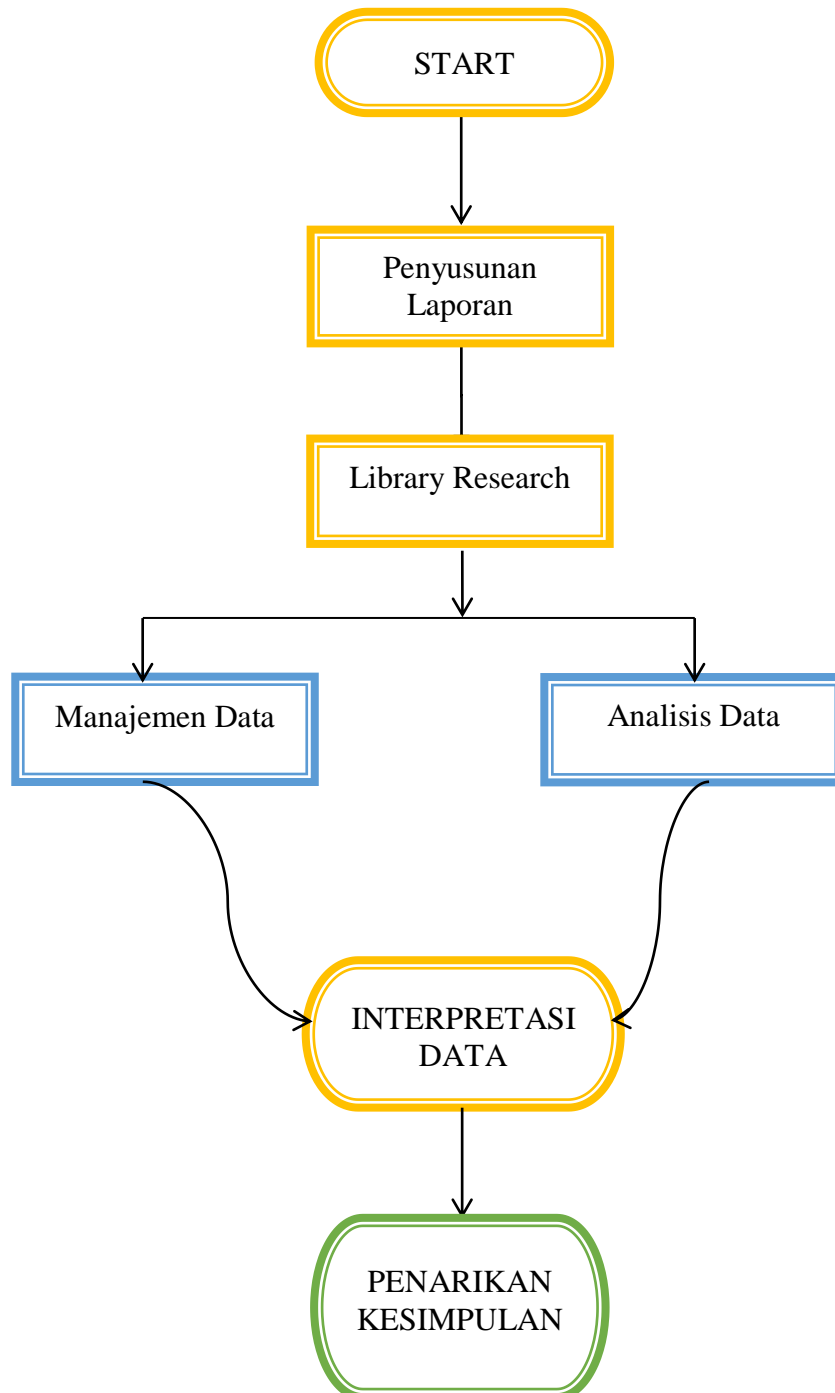 START
Penyusunan
Laporan
Library Research
Manajemen Data
Analisis Data
INTERPRETASI
DATA
PENARIKAN
KESIMPULAN